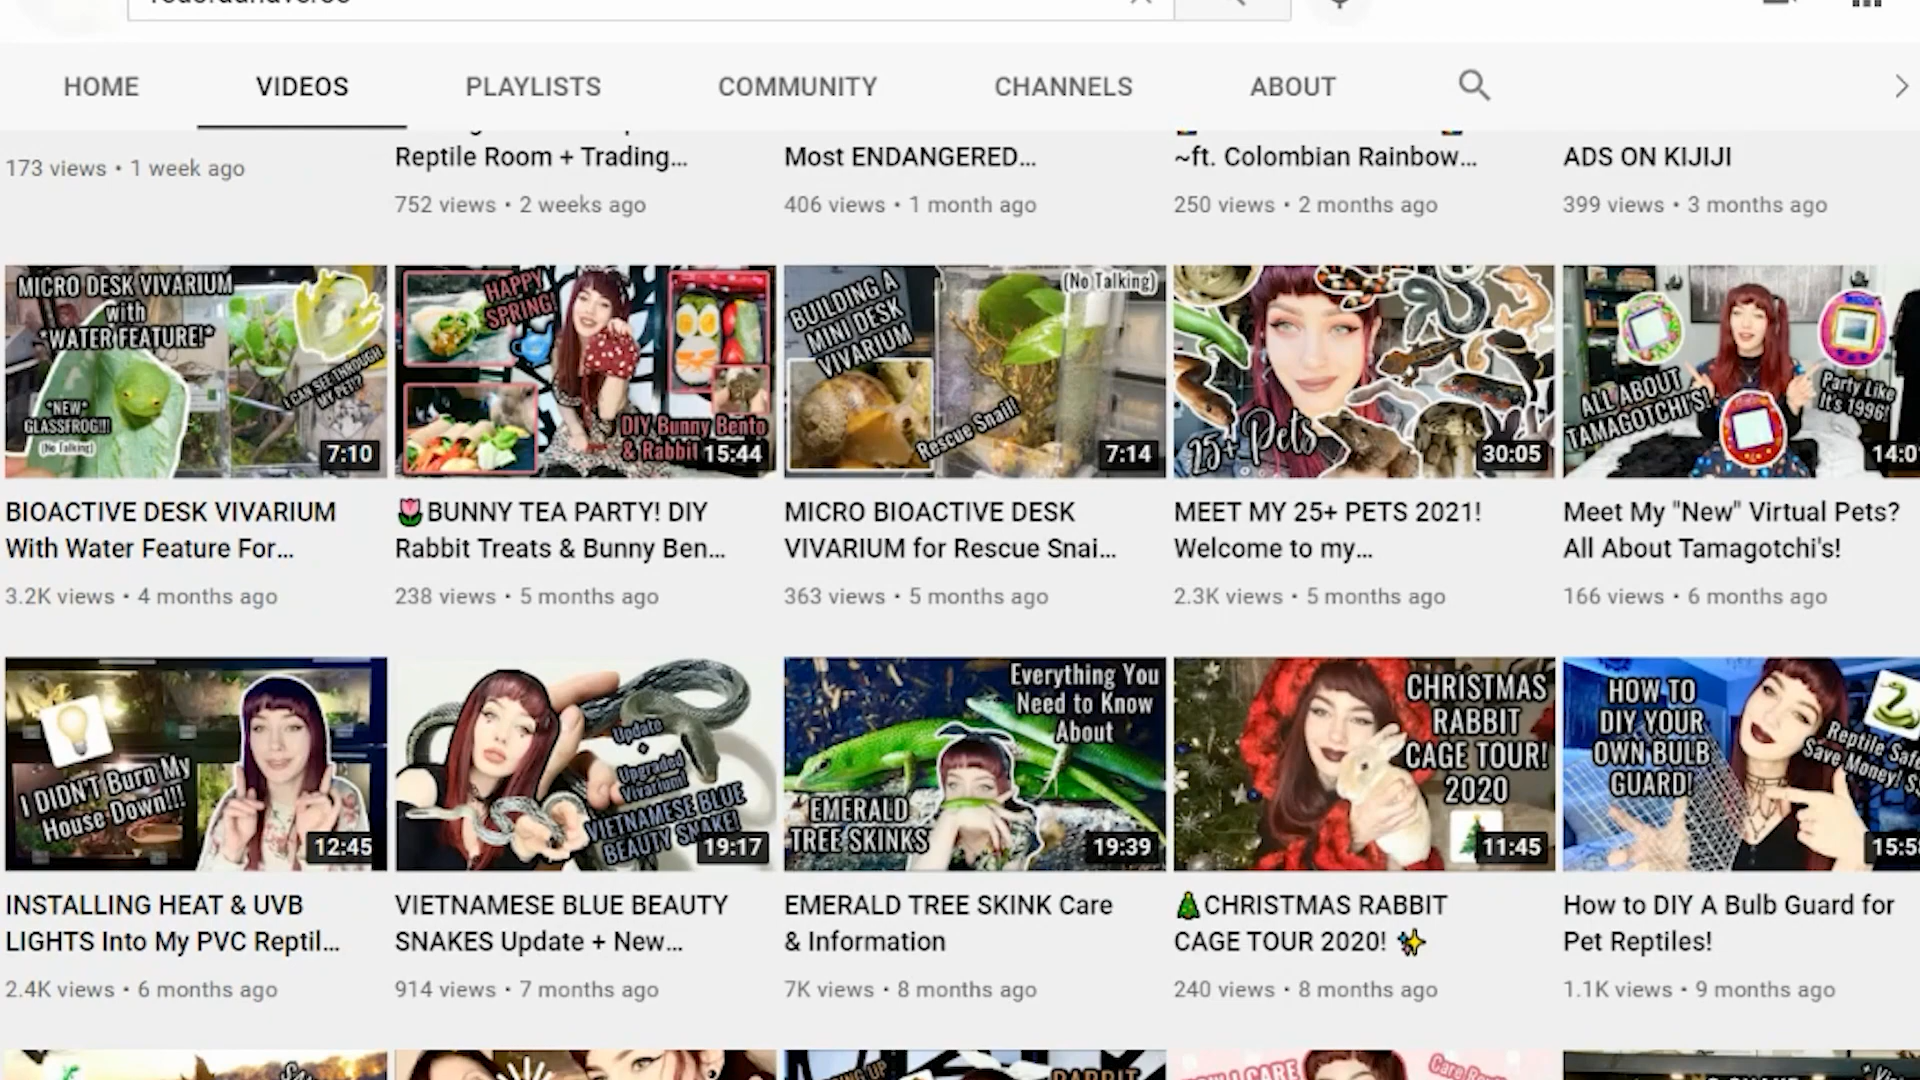 HOME
VIDEOS
PLAYLISTS
COMMUNITY
CHANNELS
ABOUT
173 views • 1 week ago
Reptile Room + Trading...
752 views • 2 weeks ago
Most ENDANGERED...
406 views • 1 month ago
~ft. Colombian Rainbow...
250 views • 2 months ago
ADS ON KIJIJI
399 views • 3 months ago
MICRO DESK VIVARIUM
with
*WATER FEATURE!*
I CAN SEE THROUGH
MY PET!?
*NEW*
GLASSFROG!!!
(No Talking)
7:10
HAPPY
SPRING!
DIY Bunny Bento
& Rabbit
15:44
BUILDING A
MINI DESK
VIVARIUM
(No Talking)
Rescue Snail!
7:14
25+ Pets
30:05
ALL ABOUT
TAMAGOTCHI'S!
Party Like
It's 1996!
14:0
BIOACTIVE DESK VIVARIUM
With Water Feature For...
3.2K views • 4 months ago
🌷BUNNY TEA PARTY! DIY
Rabbit Treats & Bunny Ben...
238 views • 5 months ago
MICRO BIOACTIVE DESK
VIVARIUM for Rescue Snai...
363 views • 5 months ago
MEET MY 25+ PETS 2021!
Welcome to my...
2.3K views • 5 months ago
Meet My "New" Virtual Pets?
All About Tamagotchi's!
166 views • 6 months ago
I DIDN'T Burn My
House Down!!!
12:45
Update
+
Upgraded
Vivarium!
VIETNAMESE BLUE
BEAUTY SNAKE!
19:17
Everything You
Need to Know
About
EMERALD
TREE SKINKS
19:39
CHRISTMAS
RABBIT
CAGE TOUR!
2020
11:45
HOW TO
DIY YOUR
OWN BULB
GUARD!
Reptile Safe
Save Money!
15:5
INSTALLING HEAT & UVB
LIGHTS Into My PVC Reptil...
2.4K views • 6 months ago
VIETNAMESE BLUE BEAUTY
SNAKES Update + New...
914 views • 7 months ago
EMERALD TREE SKINK Care
& Information
7K views • 8 months ago
🎄CHRISTMAS RABBIT
CAGE TOUR 2020! ✨
240 views • 8 months ago
How to DIY A Bulb Guard for
Pet Reptiles!
1.1K views • 9 months ago
I CARE